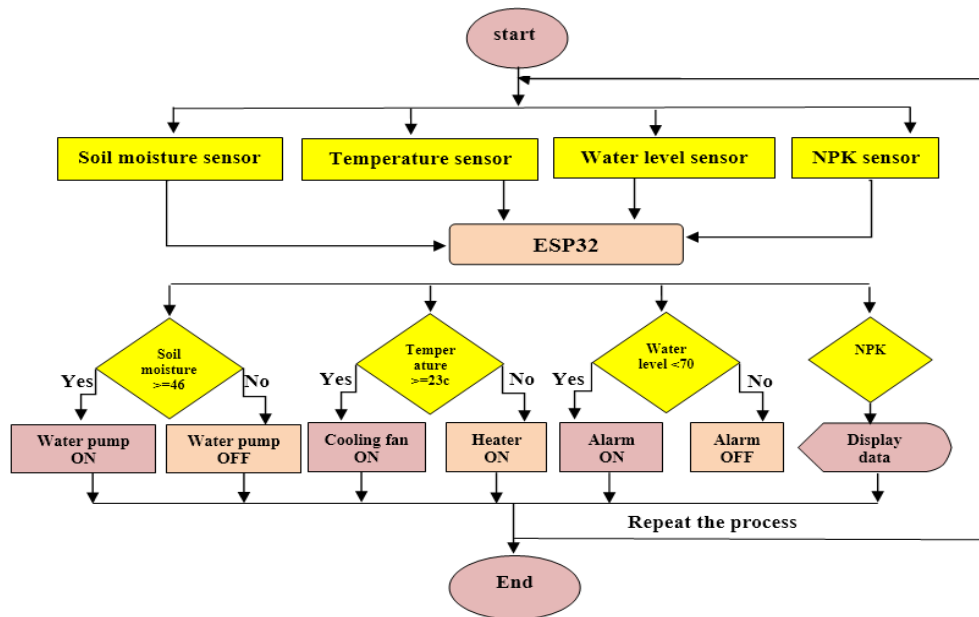 start
Soil moisture sensor
Temperature sensor
Water level sensor
NPK sensor
ESP32
Soil
moisture
>=46
Yes
No
Temper
ature
>=23c
Yes
No
Water
level <70
Yes
No
NPK
Water pump
ON
Water pump
OFF
Cooling fan
ON
Heater
ON
Alarm
ON
Alarm
OFF
Display
data
Repeat the process
End